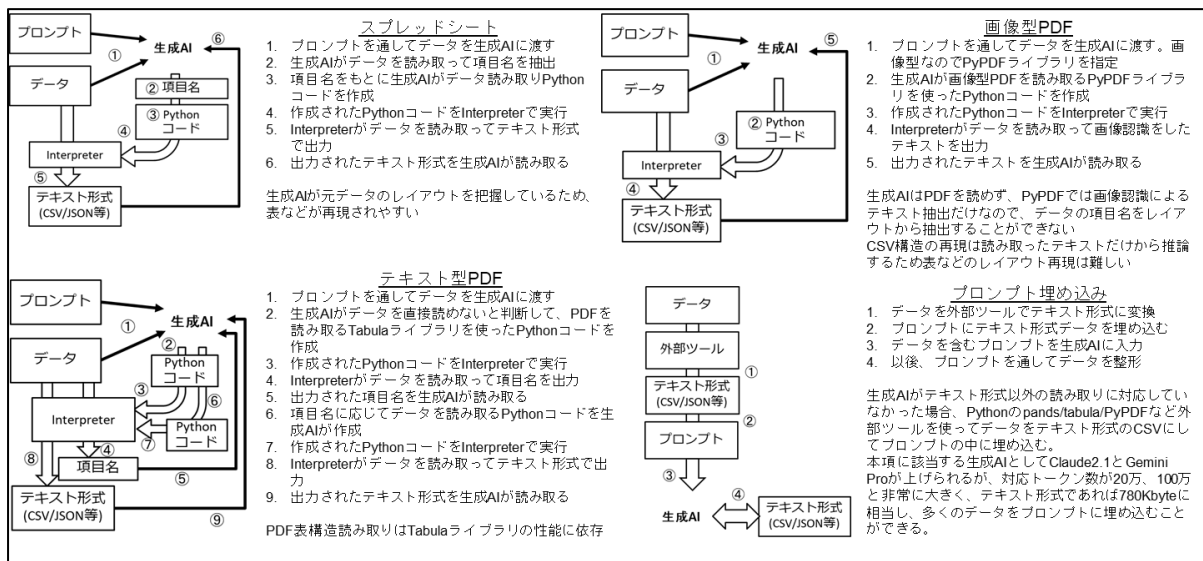 スプレッドシート
プロンプト
データ
生成AI
①
⑥
②項目名
③Python
コード
④
Interpreter
⑤
テキスト形式
(CSV/JSON等)
1. プロンプトを通してデータを生成AIに渡す
2. 生成AIがデータを読み取って項目名を抽出
3. 項目名をもとに生成AIがデータ読み取りPython
コードを作成
4. 作成されたPythonコードをInterpreterで実行
5. Interpreterがデータを読み取ってテキスト形式
で出力
6. 出力されたテキスト形式を生成AIが読み取る
生成AIが元データのレイアウトを把握しているため、
表などが再現されやすい
画像型PDF
プロンプト
データ
生成AI
①
⑤
②Python
コード
③
Interpreter
④
テキスト形式
(CSV/JSON等)
1. プロンプトを通してデータを生成AIに渡す。画
像型なのでPyPDFライブラリを指定
2. 生成AIが画像型PDFを読み取るPyPDFライブラ
リを使ったPythonコードを作成
3. 作成されたPythonコードをInterpreterで実行
4. Interpreterがデータを読み取って画像認識をした
テキストを出力
5. 出力されたテキストを生成AIが読み取る
生成AIはPDFを読めず、PyPDFでは画像認識による
テキスト抽出だけなので、データの項目名をレイア
ウトから抽出することができない
CSV構造の再現は読み取ったテキストだけから推論
するため表などのレイアウト再現は難しい
テキスト型PDF
プロンプト
データ
生成AI
①
②
Python
コード
③
⑥
Interpreter
⑦
Python
コード
④
項目名
⑤
⑧
テキスト形式
(CSV/JSON等)
⑨
1. プロンプトを通してデータを生成AIに渡す
2. 生成AIがデータを直接読めないと判断して、PDFを
読み取るTabulaライブラリを使ったPythonコードを
作成
3. 作成されたPythonコードをInterpreterで実行
4. Interpreterがデータを読み取って項目名を出力
5. 出力された項目名を生成AIが読み取る
6. 項目名に応じてデータを読み取るPythonコードを生
成AIが作成
7. 作成されたPythonコードをInterpreterで実行
8. Interpreterがデータを読み取ってテキスト形式で出
力
9. 出力されたテキスト形式を生成AIが読み取る
PDF表構造読み取りはTabulaライブラリの性能に依存
プロンプト埋め込み
データ
外部ツール
①
テキスト形式
(CSV/JSON等)
②
プロンプト
③
生成AI
④
テキスト形式
(CSV/JSON等)
1. データを外部ツールでテキスト形式に変換
2. プロンプトにテキスト形式データを埋め込む
3. データを含むプロンプトを生成AIに入力
4. 以後、プロンプトを通してデータを整形
生成AIがテキスト形式以外の読み取りに対応してい
なかった場合、Pythonのpands/tabula/PyPDFなど外
部ツールを使ってデータをテキスト形式のCSVにし
てプロンプトの中に埋め込む。
本項に該当する生成AIとしてClaude2.1とGemini
Proが上げられるが、対応トークン数が20万、100万
と非常に大きく、テキスト形式であれば780Kbyteに
相当し、多くのデータをプロンプトに埋め込むこと
ができる。